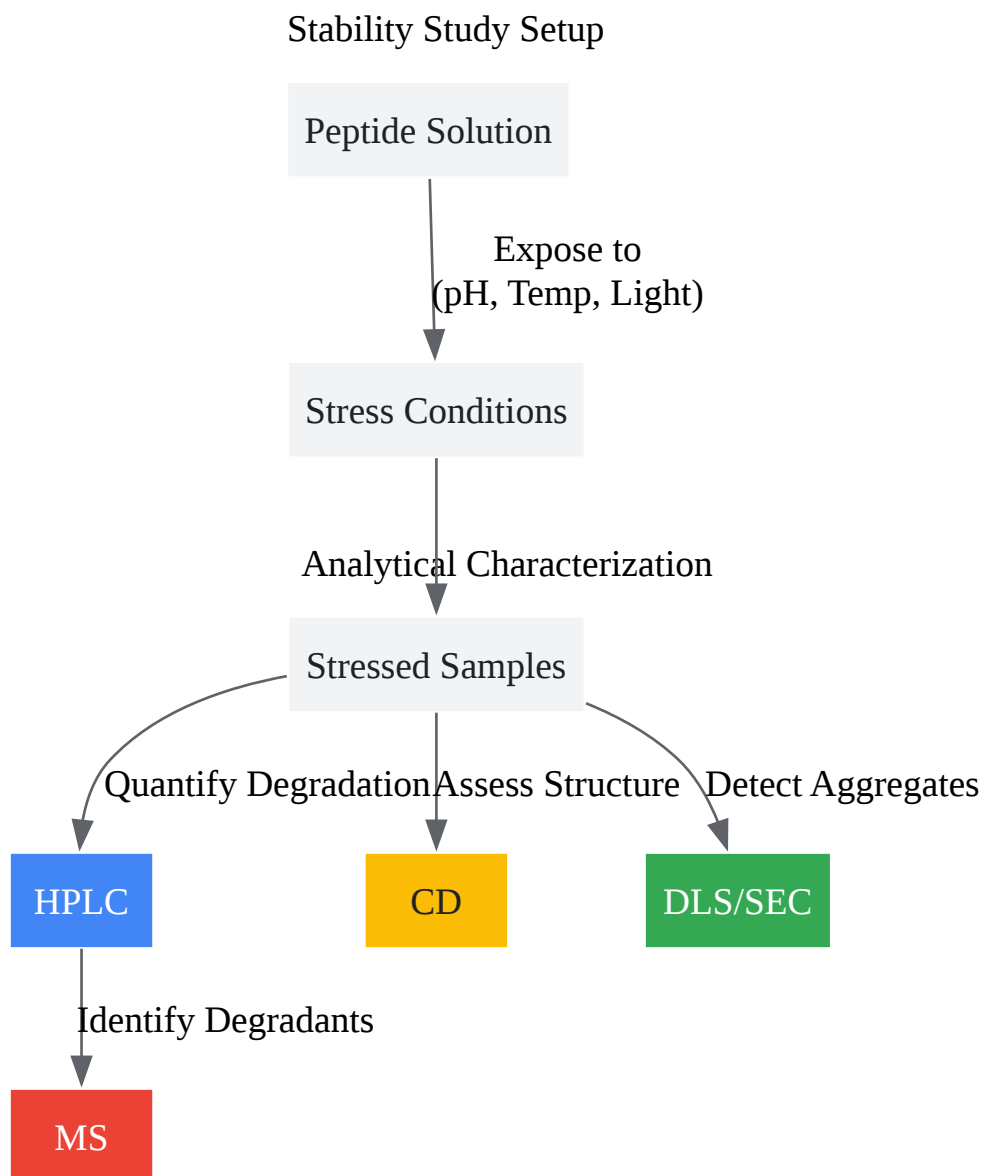 Stability Study Setup
Peptide Solution
Expose to
(pH, Temp, Light)
Stress Conditions
Analytical Characterization
Stressed Samples
Quantify Degradation
Assess Structure
Detect Aggregates
HPLC
CD
DLS/SEC
Identify Degradants
MS